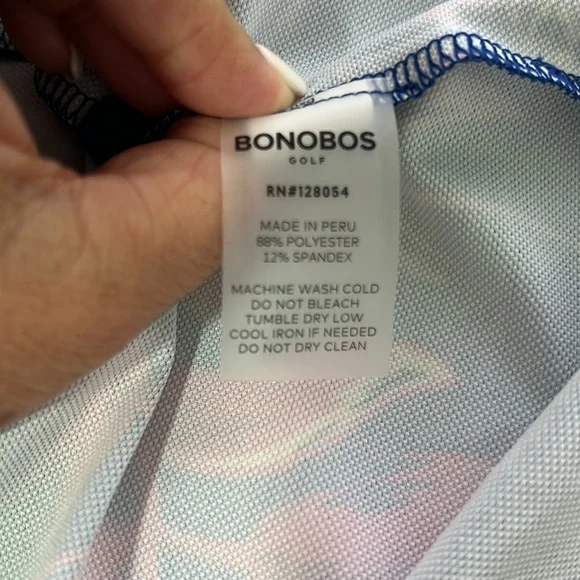 BONOBOS
GOLF
RN#128054
MADE IN PERU
88% POLYESTER
12% SPANDEX
MACHINE WASH COLD
DO NOT BLEACH
TUMBLE DRY LOW
COOL IRON IF NEEDED
DO NOT DRY CLEAN